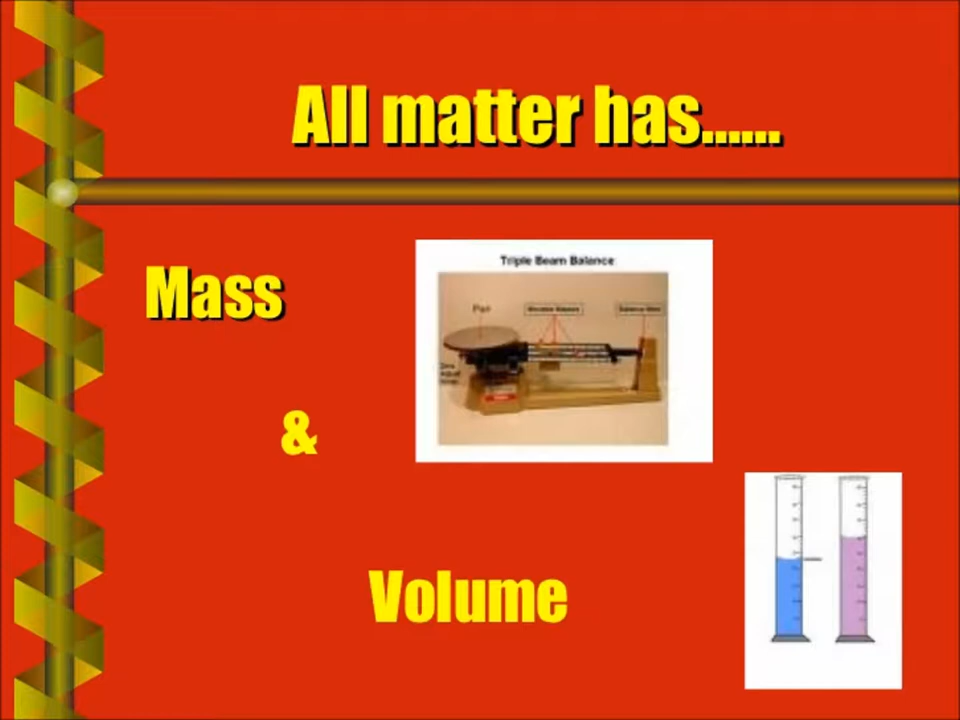 All matter has......
Mass
Triple Beam Balance
Pan
&
Volume